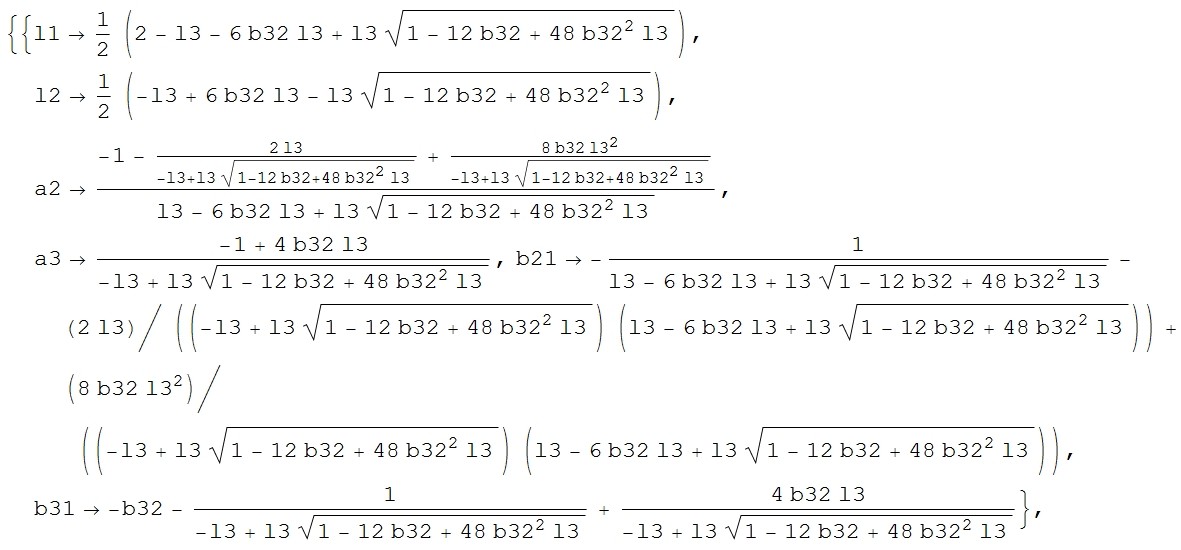 {{l1 → 1/2 (2 - l3 - 6 b32 l3 + l3 √(1 - 12 b32 + 48 b32² l3)),
l2 → 1/2 (-l3 + 6 b32 l3 - l3 √(1 - 12 b32 + 48 b32² l3)),
a2 → (-1 - (2 l3)/(-l3+l3 √(1-12 b32+48 b32² l3)) + (8 b32 l3²)/(-l3+l3 √(1-12 b32+48 b32² l3)))/(l3 - 6 b32 l3 + l3 √(1 - 12 b32 + 48 b32² l3)),
a3 → (-1 + 4 b32 l3)/(-l3 + l3 √(1 - 12 b32 + 48 b32² l3)), b21 → - 1/(l3 - 6 b32 l3 + l3 √(1 - 12 b32 + 48 b32² l3)) -
(2 l3) / ((-l3 + l3 √(1 - 12 b32 + 48 b32² l3)) (l3 - 6 b32 l3 + l3 √(1 - 12 b32 + 48 b32² l3))) +
(8 b32 l3²) /
((-l3 + l3 √(1 - 12 b32 + 48 b32² l3)) (l3 - 6 b32 l3 + l3 √(1 - 12 b32 + 48 b32² l3))),
b31 → -b32 - 1/(-l3 + l3 √(1 - 12 b32 + 48 b32² l3)) + (4 b32 l3)/(-l3 + l3 √(1 - 12 b32 + 48 b32² l3))},